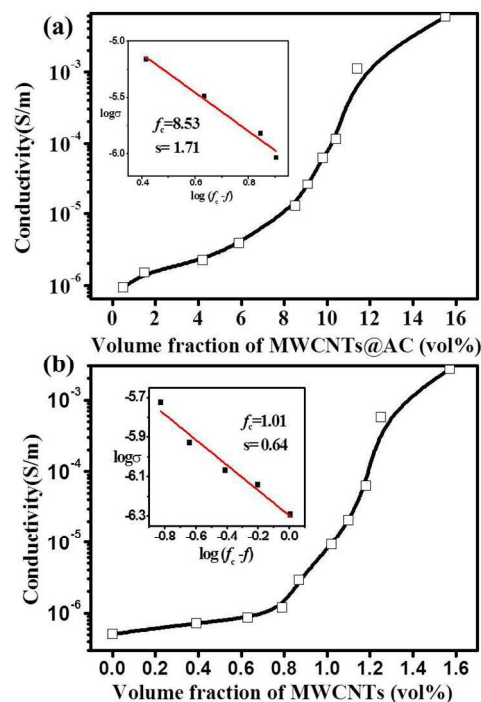 (a)
Conductivity(S/m)
10⁻³
10⁻⁴
10⁻⁵
10⁻⁶
0 2 4 6 8 10 12 14 16
Volume fraction of MWCNTs@AC (vol%)
-5.0
-5.5
-6.0
logσ
f_c=8.53
s= 1.71
0.4 0.6 0.8
log (f_c -f)
(b)
Conductivity(S/m)
10⁻³
10⁻⁴
10⁻⁵
10⁻⁶
0.0 0.2 0.4 0.6 0.8 1.0 1.2 1.4 1.6
Volume fraction of MWCNTs (vol%)
-5.7
-5.9
-6.1
-6.3
logσ
f_c=1.01
s= 0.64
-0.8 -0.6 -0.4 -0.2 0.0
log (f_c -f)